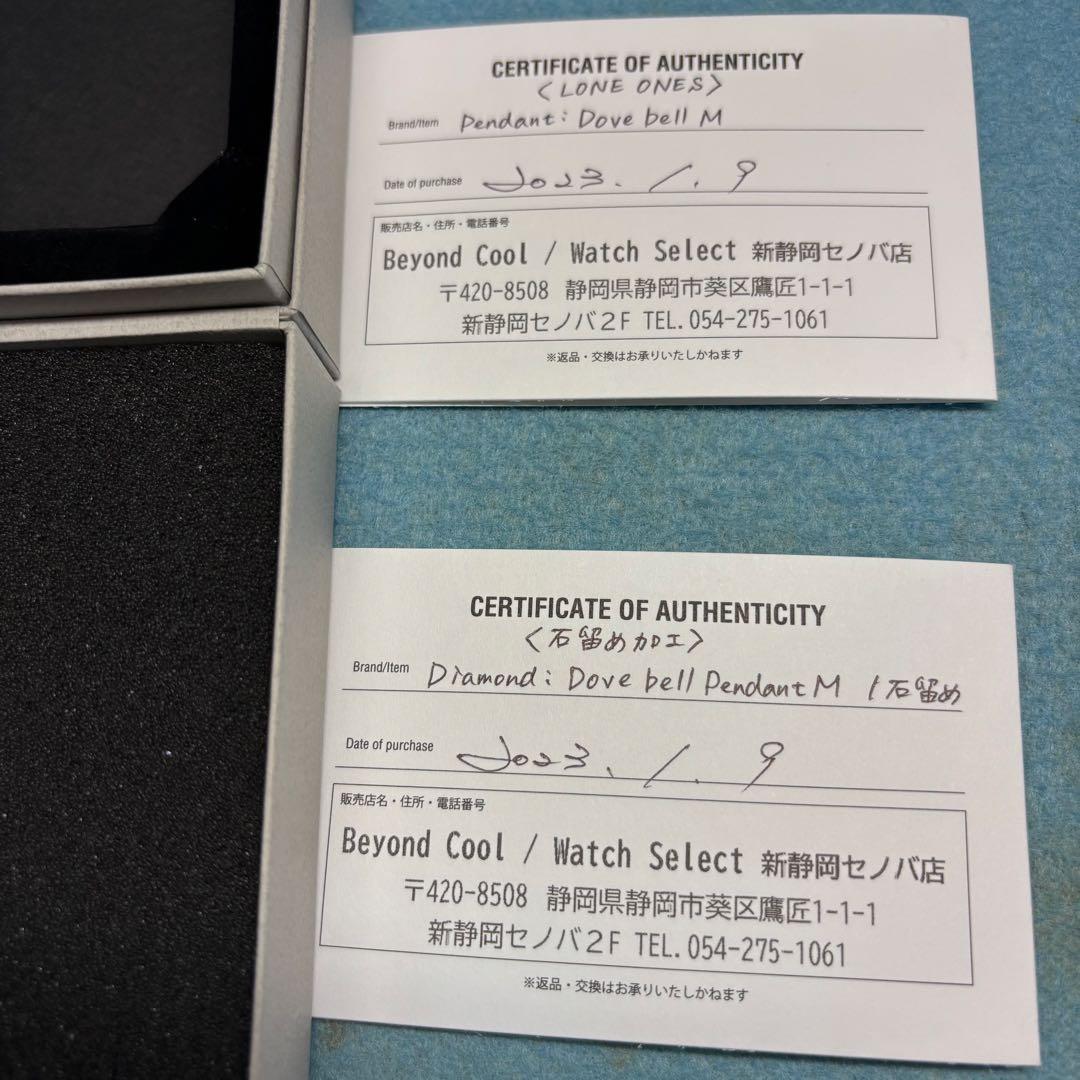 CERTIFICATE OF AUTHENTICITY
<LONE ONES>
Brand/Item Pendant: Dove bell M
Date of purchase 2023. 1. 9
販売店名・住所・電話番号
Beyond Cool / Watch Select 新静岡セノバ店
〒420-8508 静岡県静岡市葵区鷹匠1-1-1
新静岡セノバ2F TEL.054-275-1061
※返品・交換はお承りいたしかねます
CERTIFICATE OF AUTHENTICITY
<石留め加工>
Brand/Item Diamond: Dove bell Pendant M 1石留め
Date of purchase 2023. 1. 9
販売店名・住所・電話番号
Beyond Cool / Watch Select 新静岡セノバ店
〒420-8508 静岡県静岡市葵区鷹匠1-1-1
新静岡セノバ2F TEL.054-275-1061
※返品・交換はお承りいたしかねます